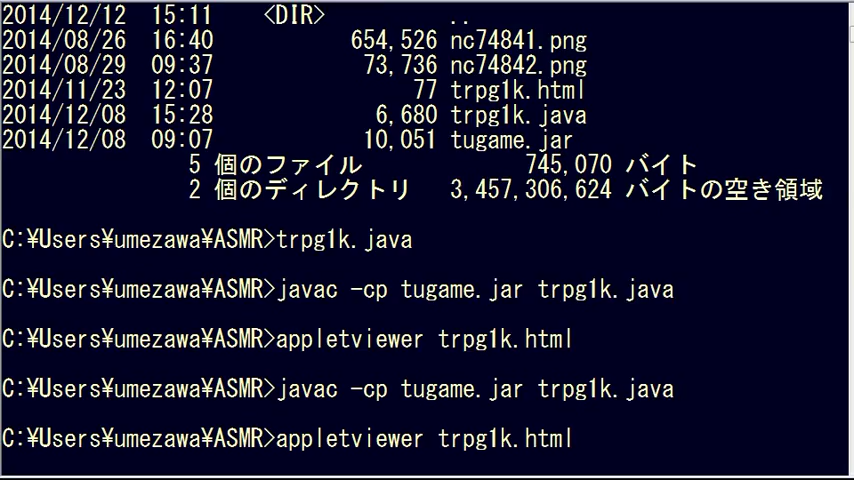 2014/12/12 15:11 <DIR> ..
2014/08/26 16:40 654,526 nc74841.png
2014/08/29 09:37 73,736 nc74842.png
2014/11/23 12:07 77 trpg1k.html
2014/12/08 15:28 6,680 trpg1k.java
2014/12/08 09:07 10,051 tugame.jar
5 個のファイル 745,070 バイト
2 個のディレクトリ 3,457,306,624 バイトの空き領域
C:¥Users¥umezawa¥ASMR>trpg1k.java
C:¥Users¥umezawa¥ASMR>javac -cp tugame.jar trpg1k.java
C:¥Users¥umezawa¥ASMR>appletviewer trpg1k.html
C:¥Users¥umezawa¥ASMR>javac -cp tugame.jar trpg1k.java
C:¥Users¥umezawa¥ASMR>appletviewer trpg1k.html